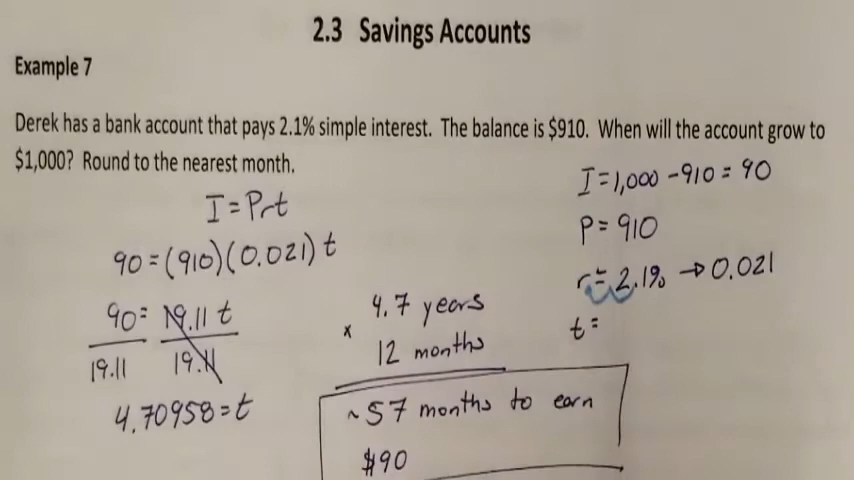 2.3 Savings Accounts
Example 7
Derek has a bank account that pays 2.1% simple interest. The balance is $910. When will the account grow to
$1,000? Round to the nearest month.
I = Prt
90 = (910)(0.021) t
90 = 19.11 t
19.11 19.11
4.70958 = t
4.7 years
x 12 months
~57 months to earn
$90
I = 1,000 - 910 = 90
P = 910
r = 2.1% → 0.021
t =